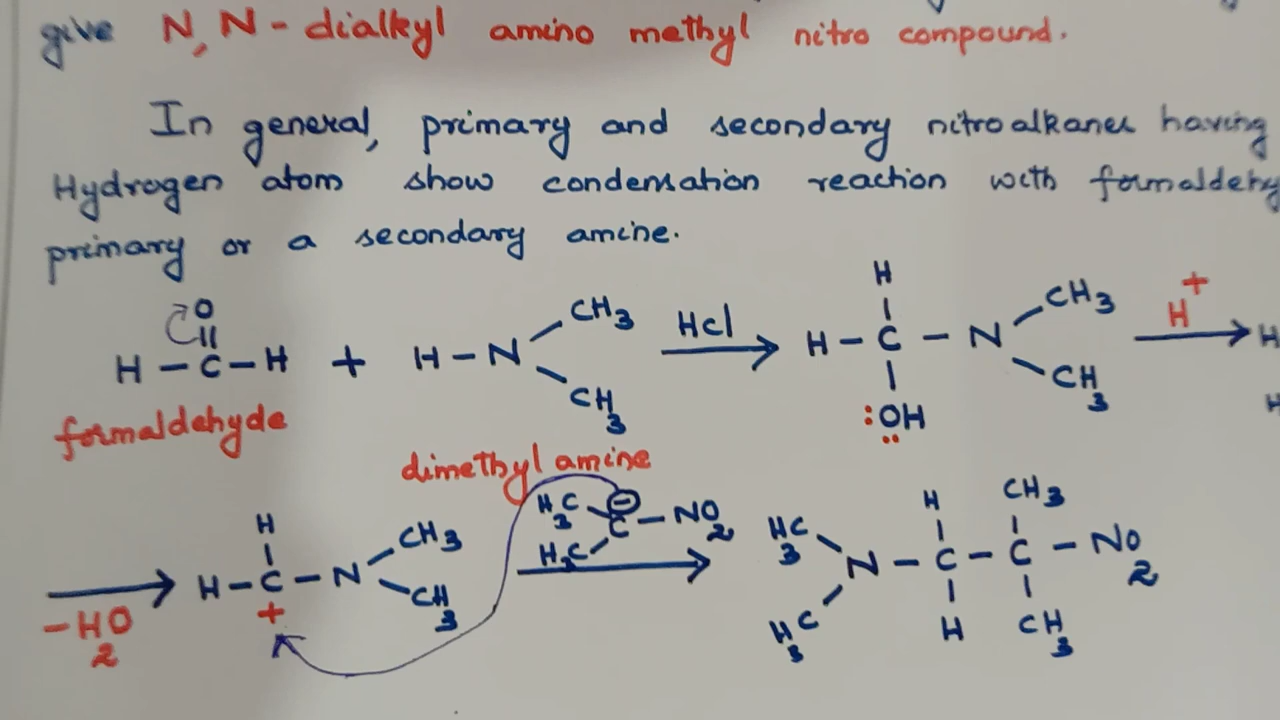 give N,N-dialkyl amino methyl nitro compound.
In general, primary and secondary nitroalkanes having
Hydrogen atom show condensation reaction with formaldehy
primary or a secondary amine.
H-C-H + H-N CH3 CH3 HCl H-C-N CH3 CH3 H+ H
O H :OH H
formaldehyde
dimethyl amine
-H2O H-C-N CH3 CH3 H3C H3C C-NO2 H3C H3C N-C-C-NO2
H + H H CH3 CH3